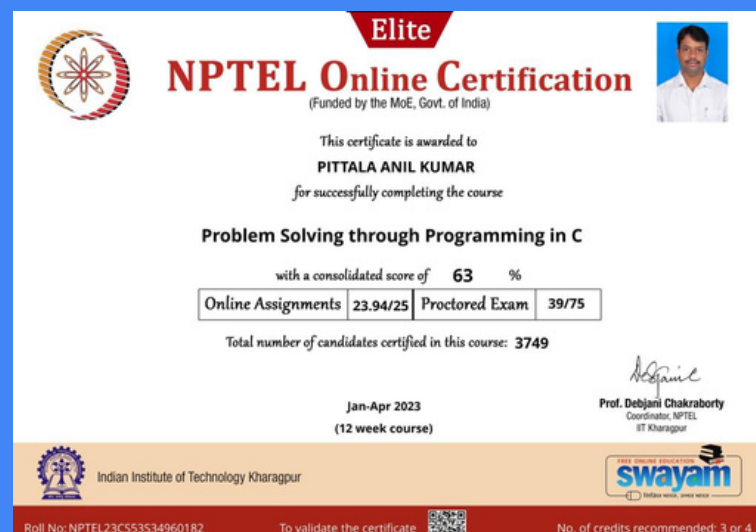 Elite
NPTEL Online Certification
(Funded by the MoE, Govt. of India)
This certificate is awarded to
PITTALA ANIL KUMAR
for successfully completing the course
Problem Solving through Programming in C
with a consolidated score of 63 %
Online Assignments 23.94/25 Proctored Exam 39/75
Total number of candidates certified in this course: 3749
Jan-Apr 2023
(12 week course)
Prof. Debjani Chakraborty
Coordinator, NPTEL
IIT Kharagpur
Indian Institute of Technology Kharagpur
FREE ONLINE EDUCATION
swayam
Roll No: NPTEL23CS53S34960182
To validate the certificate
No. of credits recommended: 3 or 4